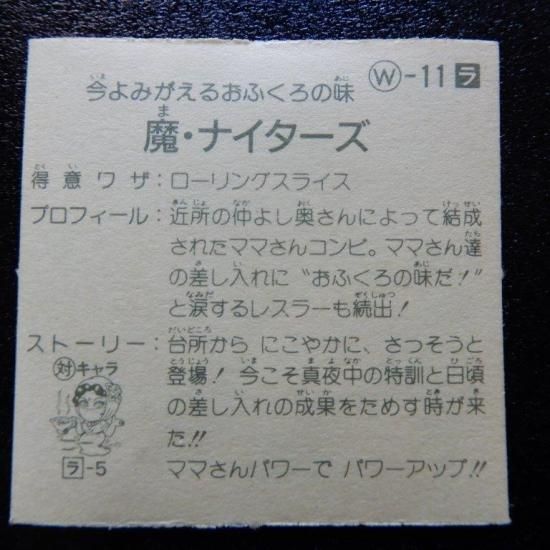 今よみがえるおふくろの味 Ⓦ-11 ラ
魔・ナイターズ
得意ワザ：ローリングスライス
プロフィール：近所の仲よし奥さんによって結成
されたママさんコンビ。ママさん達
の差し入れに“おふくろの味だ！”
と涙するレスラーも続出！
ストーリー：台所から にこやかに、さっそうと
登場！今こそ真夜中の特訓と日頃
の差し入れの成果をためす時が来
た!!
ママさんパワーで パワーアップ!!
対キャラ
ラ-5